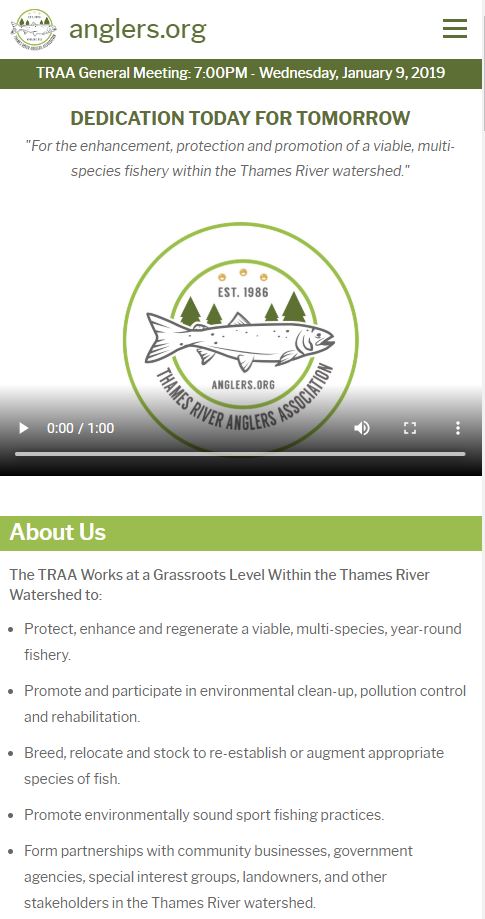 anglers.org
TRAA General Meeting: 7:00PM - Wednesday, January 9, 2019
DEDICATION TODAY FOR TOMORROW
"For the enhancement, protection and promotion of a viable, multi-
species fishery within the Thames River watershed."
EST. 1986
ANGLERS.ORG
THAMES RIVER ANGLERS ASSOCIATION
0:00 / 1:00
About Us
The TRAA Works at a Grassroots Level Within the Thames River
Watershed to:
• Protect, enhance and regenerate a viable, multi-species, year-round
fishery.
• Promote and participate in environmental clean-up, pollution control
and rehabilitation.
• Breed, relocate and stock to re-establish or augment appropriate
species of fish.
• Promote environmentally sound sport fishing practices.
• Form partnerships with community businesses, government
agencies, special interest groups, landowners, and other
stakeholders in the Thames River watershed.